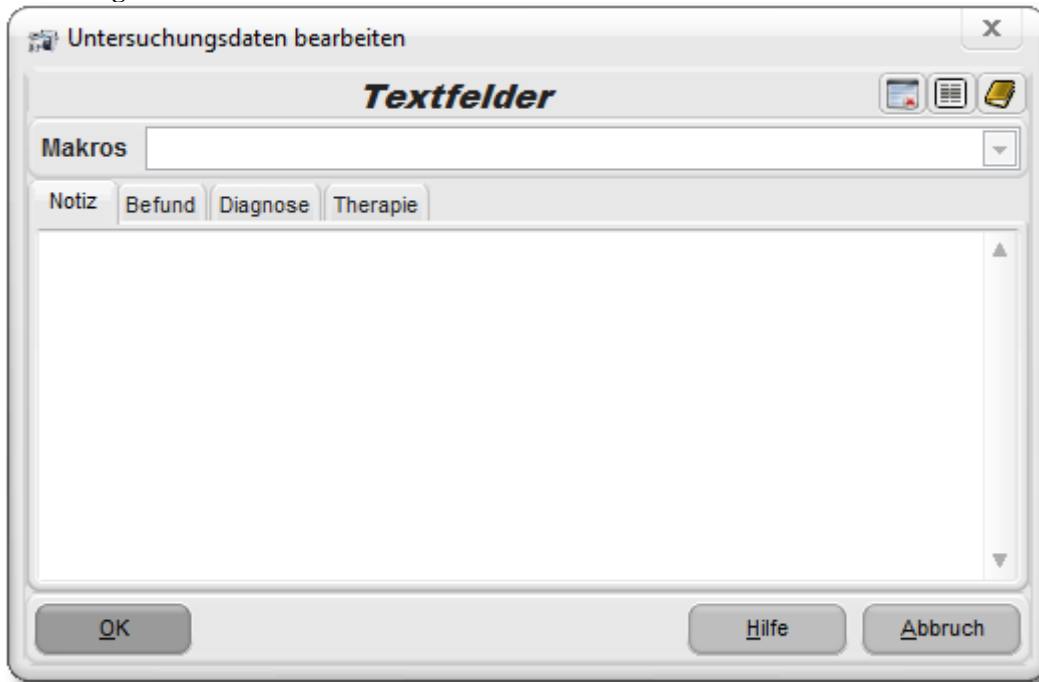 Untersuchungsdaten bearbeiten
Textfelder
Makros
Notiz Befund Diagnose Therapie
OK Hilfe Abbruch